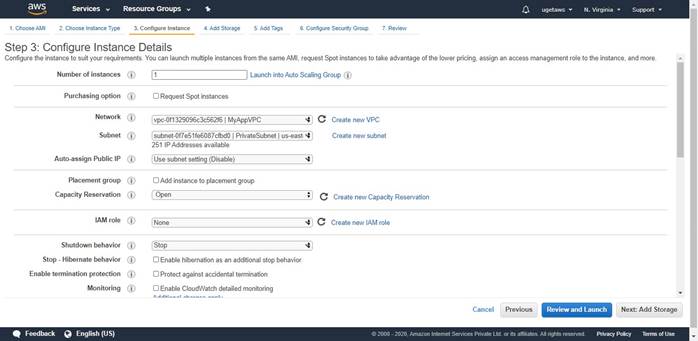 aws Services Resource Groups ugetaws N. Virginia Support
1. Choose AMI 2. Choose Instance Type 3. Configure Instance 4. Add Storage 5. Add Tags 6. Configure Security Group 7. Review
Step 3: Configure Instance Details
Configure the instance to suit your requirements. You can launch multiple instances from the same AMI, request Spot instances to take advantage of the lower pricing, assign an access management role to the instance, and more.
Number of instances 1 Launch into Auto Scaling Group
Purchasing option Request Spot instances
Network vpc-0f1329096c3c562f6 | MyAppVPC Create new VPC
Subnet subnet-0f7e51fe6087cfbd0 | PrivateSubnet | us-east Create new subnet
251 IP Addresses available
Auto-assign Public IP Use subnet setting (Disable)
Placement group Add instance to placement group
Capacity Reservation Open Create new Capacity Reservation
IAM role None Create new IAM role
Shutdown behavior Stop
Stop - Hibernate behavior Enable hibernation as an additional stop behavior
Enable termination protection Protect against accidental termination
Monitoring Enable CloudWatch detailed monitoring
Additional charges apply.
Cancel Previous Review and Launch Next: Add Storage
Feedback English (US) © 2008 - 2020, Amazon Internet Services Private Ltd. or its affiliates. All rights reserved. Privacy Policy Terms of Use